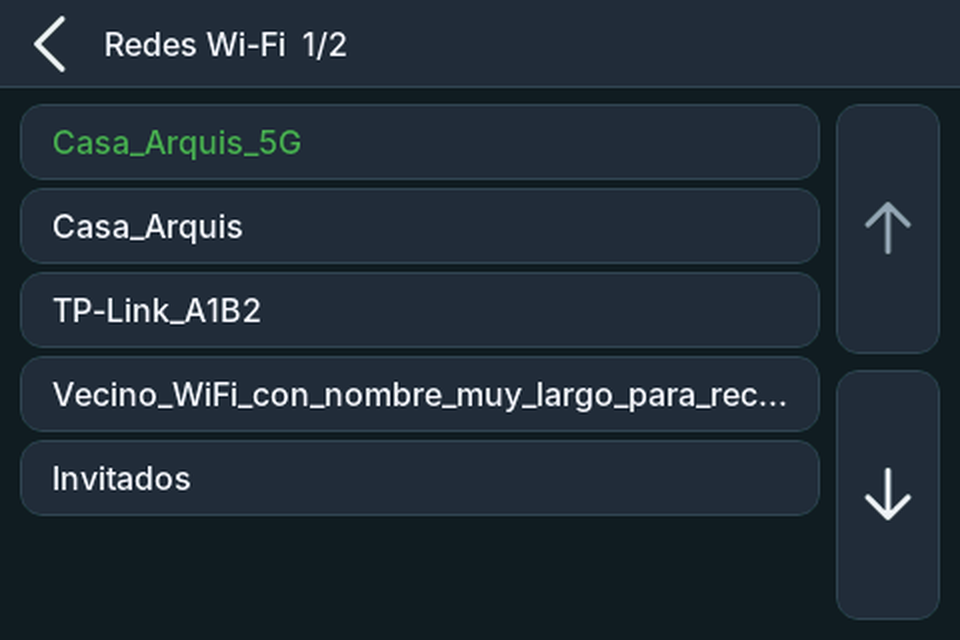 Redes Wi-Fi 1/2
Casa_Arquis_5G
Casa_Arquis
TP-Link_A1B2
Vecino_WiFi_con_nombre_muy_largo_para_rec...
Invitados